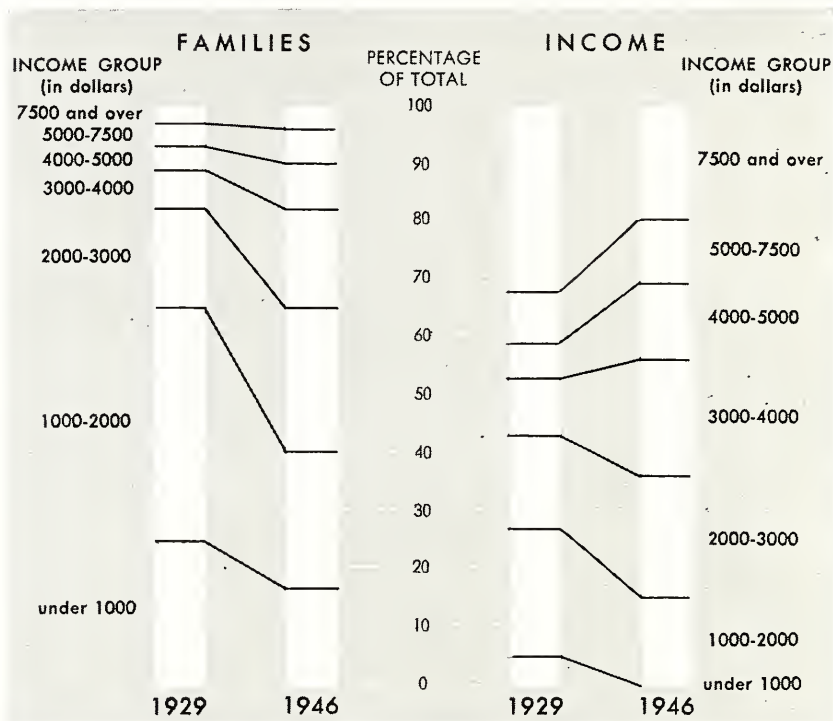 FAMILIES
INCOME
INCOME GROUP
(in dollars)
PERCENTAGE
OF TOTAL
INCOME GROUP
(in dollars)
7500 and over
5000-7500
4000-5000
3000-4000
2000-3000
1000-2000
under 1000
100
90
80
70
60
50
40
30
20
10
0
7500 and over
5000-7500
4000-5000
3000-4000
2000-3000
1000-2000
under 1000
1929
1946
1929
1946